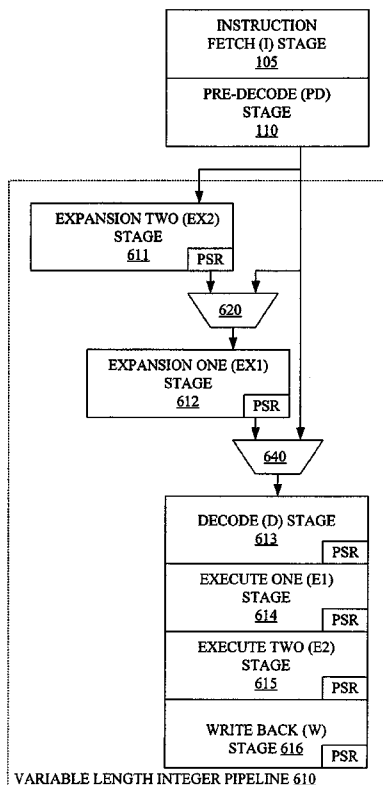 INSTRUCTION
FETCH (I) STAGE
105
PRE-DECODE (PD)
STAGE
110
EXPANSION TWO (EX2)
STAGE
611
PSR
620
EXPANSION ONE (EX1)
STAGE
612
PSR
640
DECODE (D) STAGE
613
PSR
EXECUTE ONE (E1)
STAGE
614
PSR
EXECUTE TWO (E2)
STAGE
615
PSR
WRITE BACK (W)
STAGE 616
PSR
VARIABLE LENGTH INTEGER PIPELINE 610